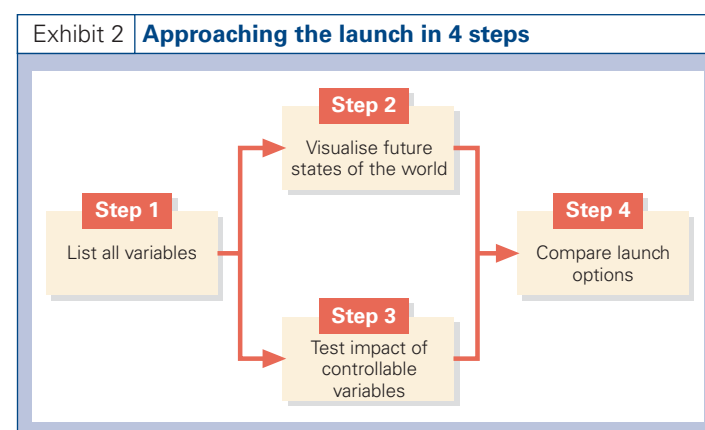 Exhibit 2 Approaching the launch in 4 steps
Step 1
List all variables
Step 2
Visualise future
states of the world
Step 3
Test impact of
controllable
variables
Step 4
Compare launch
options